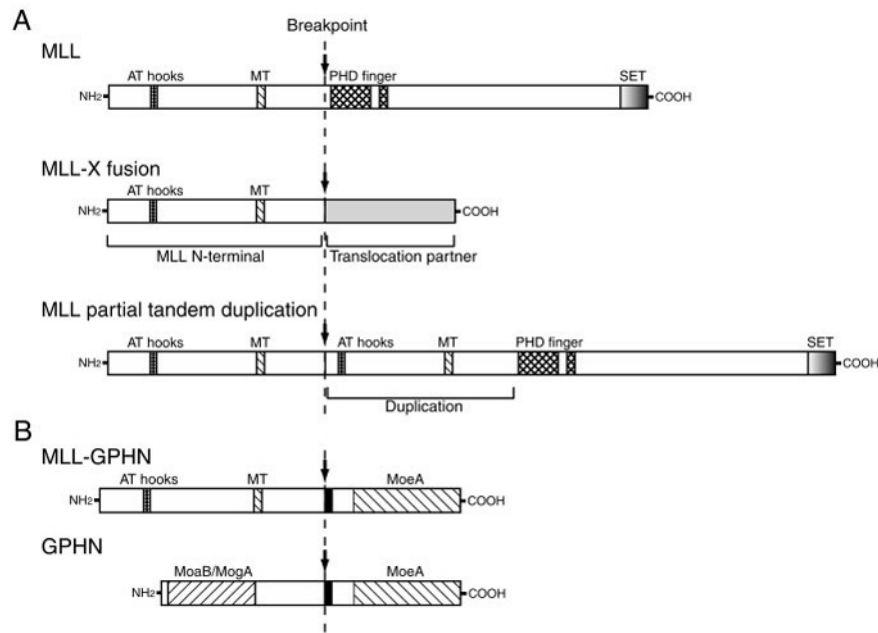 A
Breakpoint
MLL
AT hooks MT PHD finger SET
NH2 COOH
MLL-X fusion
AT hooks MT
NH2 COOH
MLL N-terminal Translocation partner
MLL partial tandem duplication
AT hooks MT AT hooks MT PHD finger SET
NH2 COOH
Duplication
B
MLL-GPHN
AT hooks MT MoeA
NH2 COOH
GPHN
MoaB/MogA MoeA
NH2 COOH